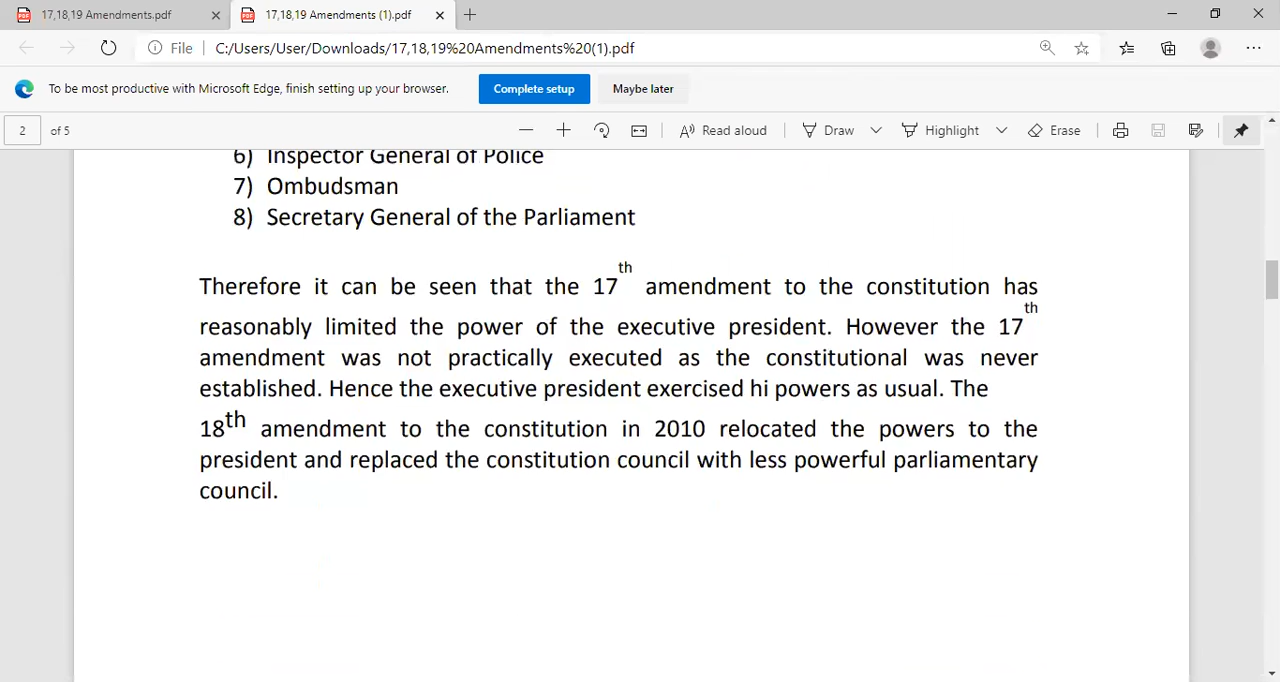 17,18,19 Amendments.pdf
17,18,19 Amendments (1).pdf
File
C:/Users/User/Downloads/17,18,19%20Amendments%20(1).pdf
To be most productive with Microsoft Edge, finish setting up your browser.
Complete setup
Maybe later
2 of 5
Read aloud
Draw
Highlight
Erase
6) Inspector General of Police
7) Ombudsman
8) Secretary General of the Parliament
Therefore it can be seen that the 17th amendment to the constitution has
reasonably limited the power of the executive president. However the 17th
amendment was not practically executed as the constitutional was never
established. Hence the executive president exercised hi powers as usual. The
18th amendment to the constitution in 2010 relocated the powers to the
president and replaced the constitution council with less powerful parliamentary
council.